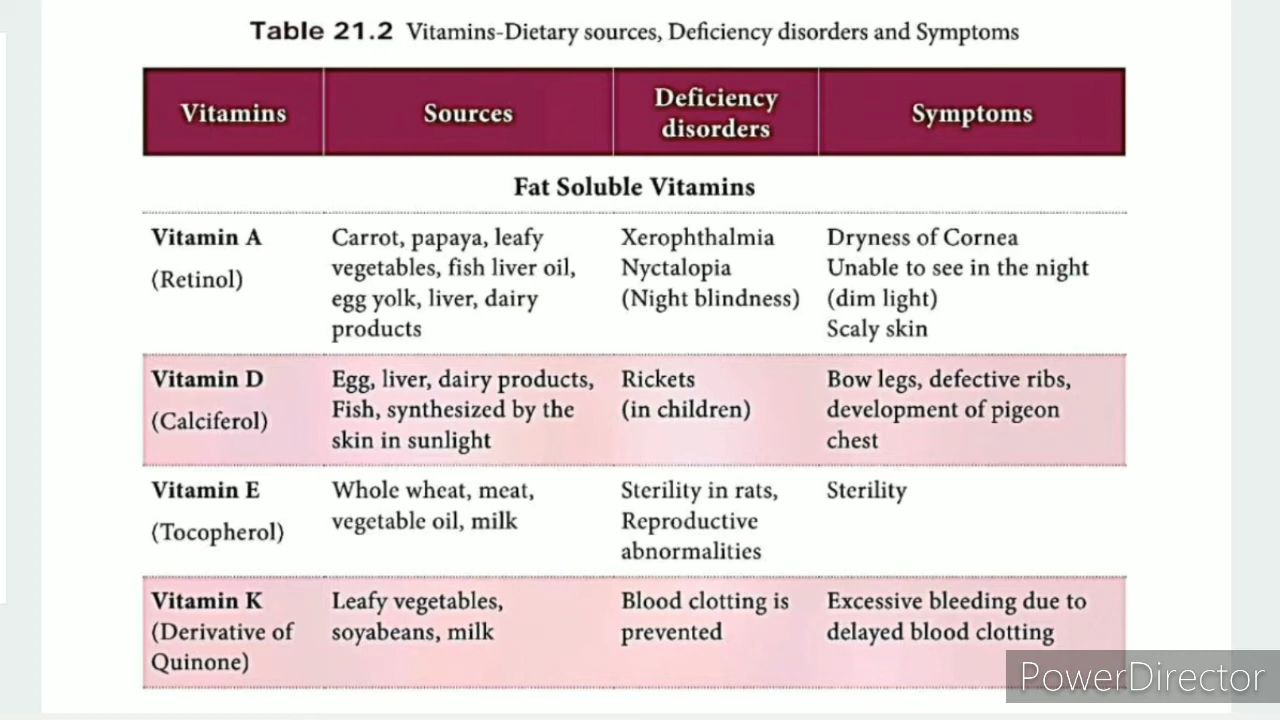 Table 21.2 Vitamins-Dietary sources, Deficiency disorders and Symptoms
Vitamins
Sources
Deficiency
disorders
Symptoms
Fat Soluble Vitamins
Vitamin A
(Retinol)
Carrot, papaya, leafy
vegetables, fish liver oil,
egg yolk, liver, dairy
products
Xerophthalmia
Nyctalopia
(Night blindness)
Dryness of Cornea
Unable to see in the night
(dim light)
Scaly skin
Vitamin D
(Calciferol)
Egg, liver, dairy products,
Fish, synthesized by the
skin in sunlight
Rickets
(in children)
Bow legs, defective ribs,
development of pigeon
chest
Vitamin E
(Tocopherol)
Whole wheat, meat,
vegetable oil, milk
Sterility in rats,
Reproductive
abnormalities
Sterility
Vitamin K
(Derivative of
Quinone)
Leafy vegetables,
soyabeans, milk
Blood clotting is
prevented
Excessive bleeding due to
delayed blood clotting
PowerDirector